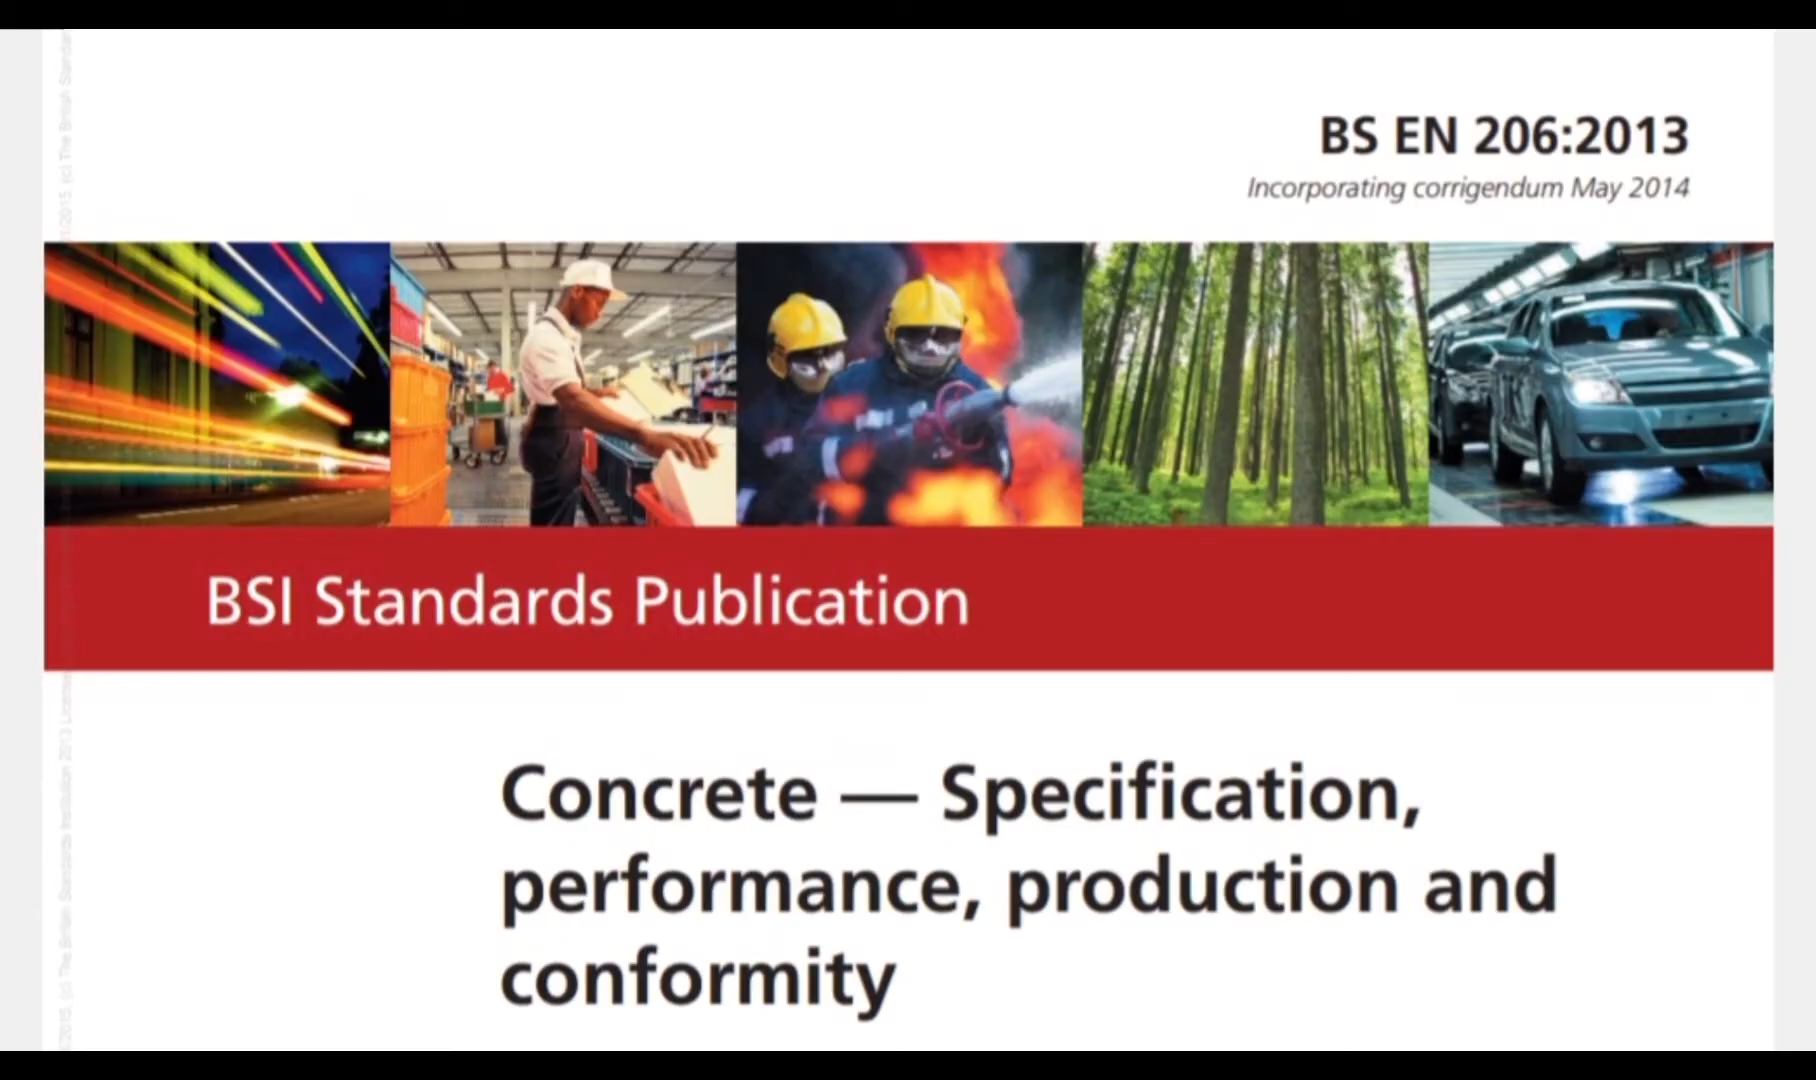 BS EN 206:2013
Incorporating corrigendum May 2014
BSI Standards Publication
Concrete — Specification,
performance, production and
conformity